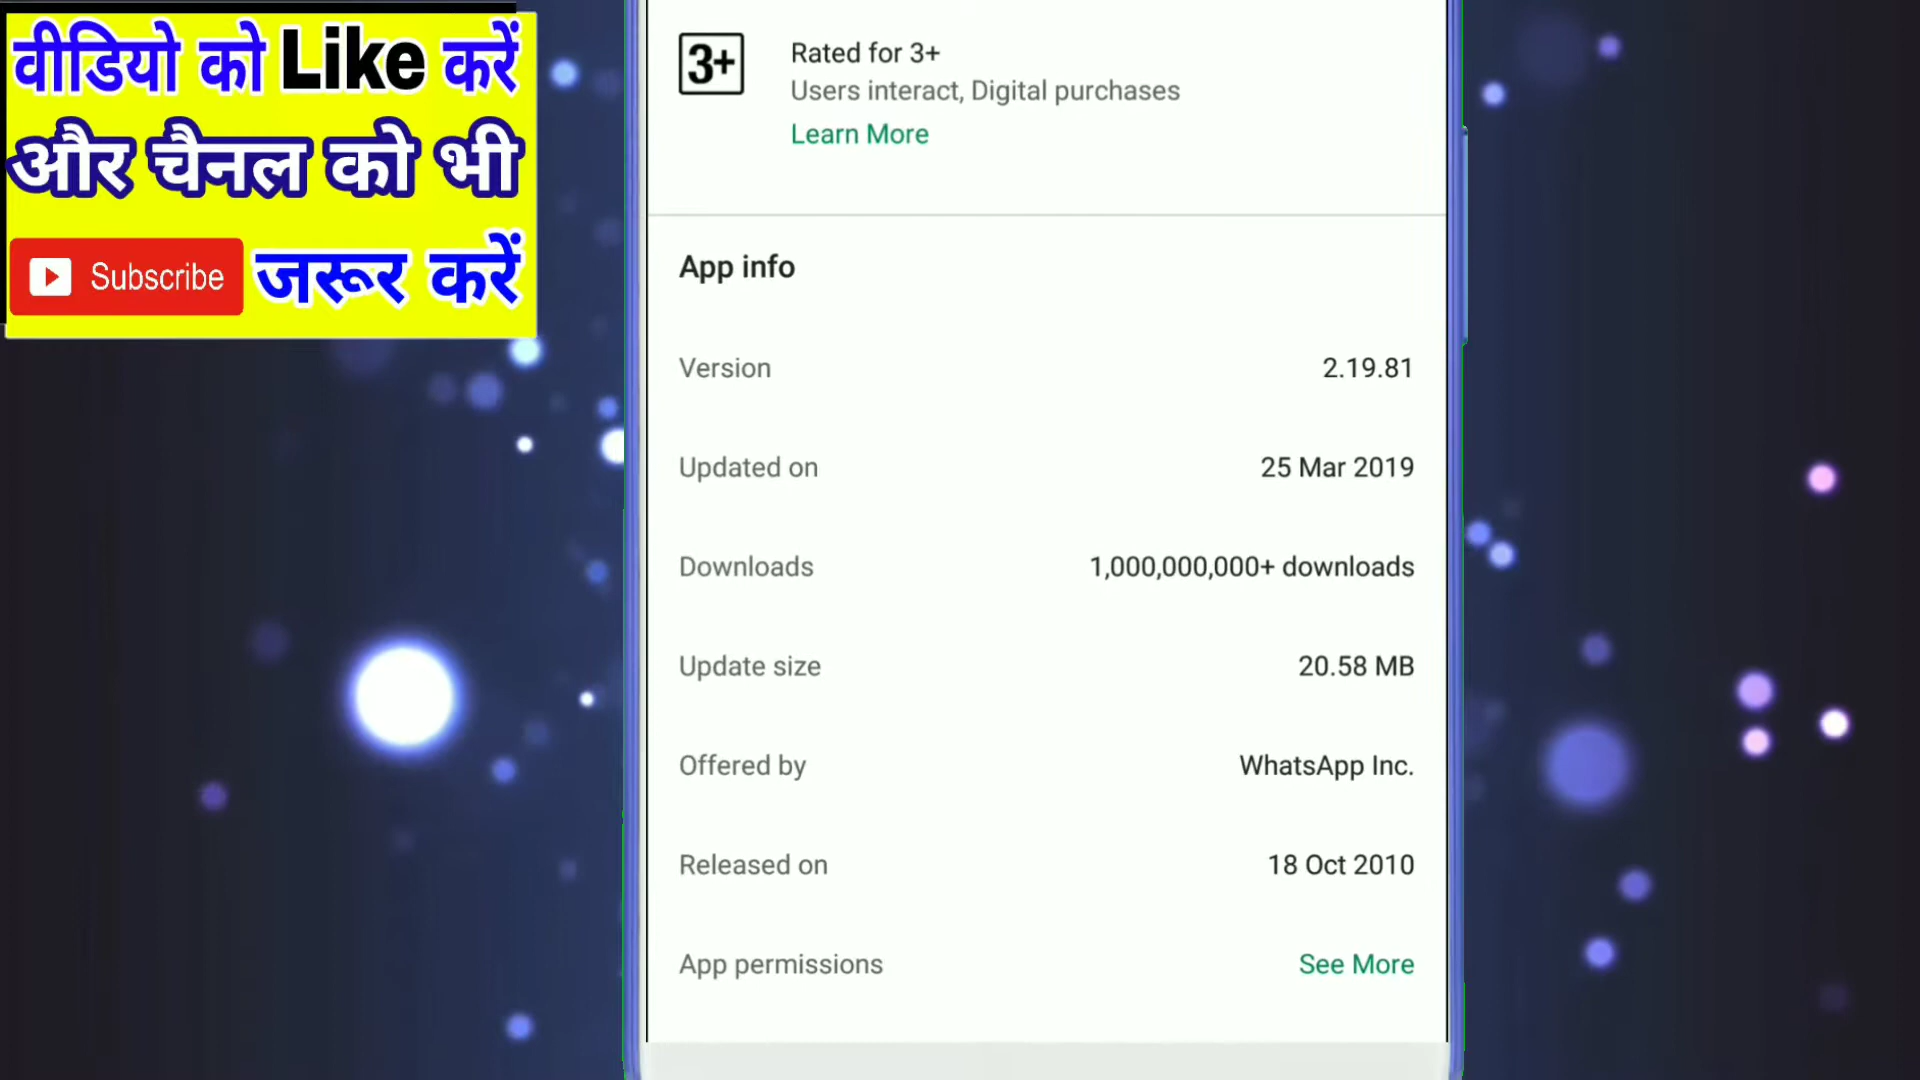 वीडियो को Like करें
और चैनल को भी
Subscribe जरूर करें
3+
Rated for 3+
Users interact, Digital purchases
Learn More
App info
Version 2.19.81
Updated on 25 Mar 2019
Downloads 1,000,000,000+ downloads
Update size 20.58 MB
Offered by WhatsApp Inc.
Released on 18 Oct 2010
App permissions See More